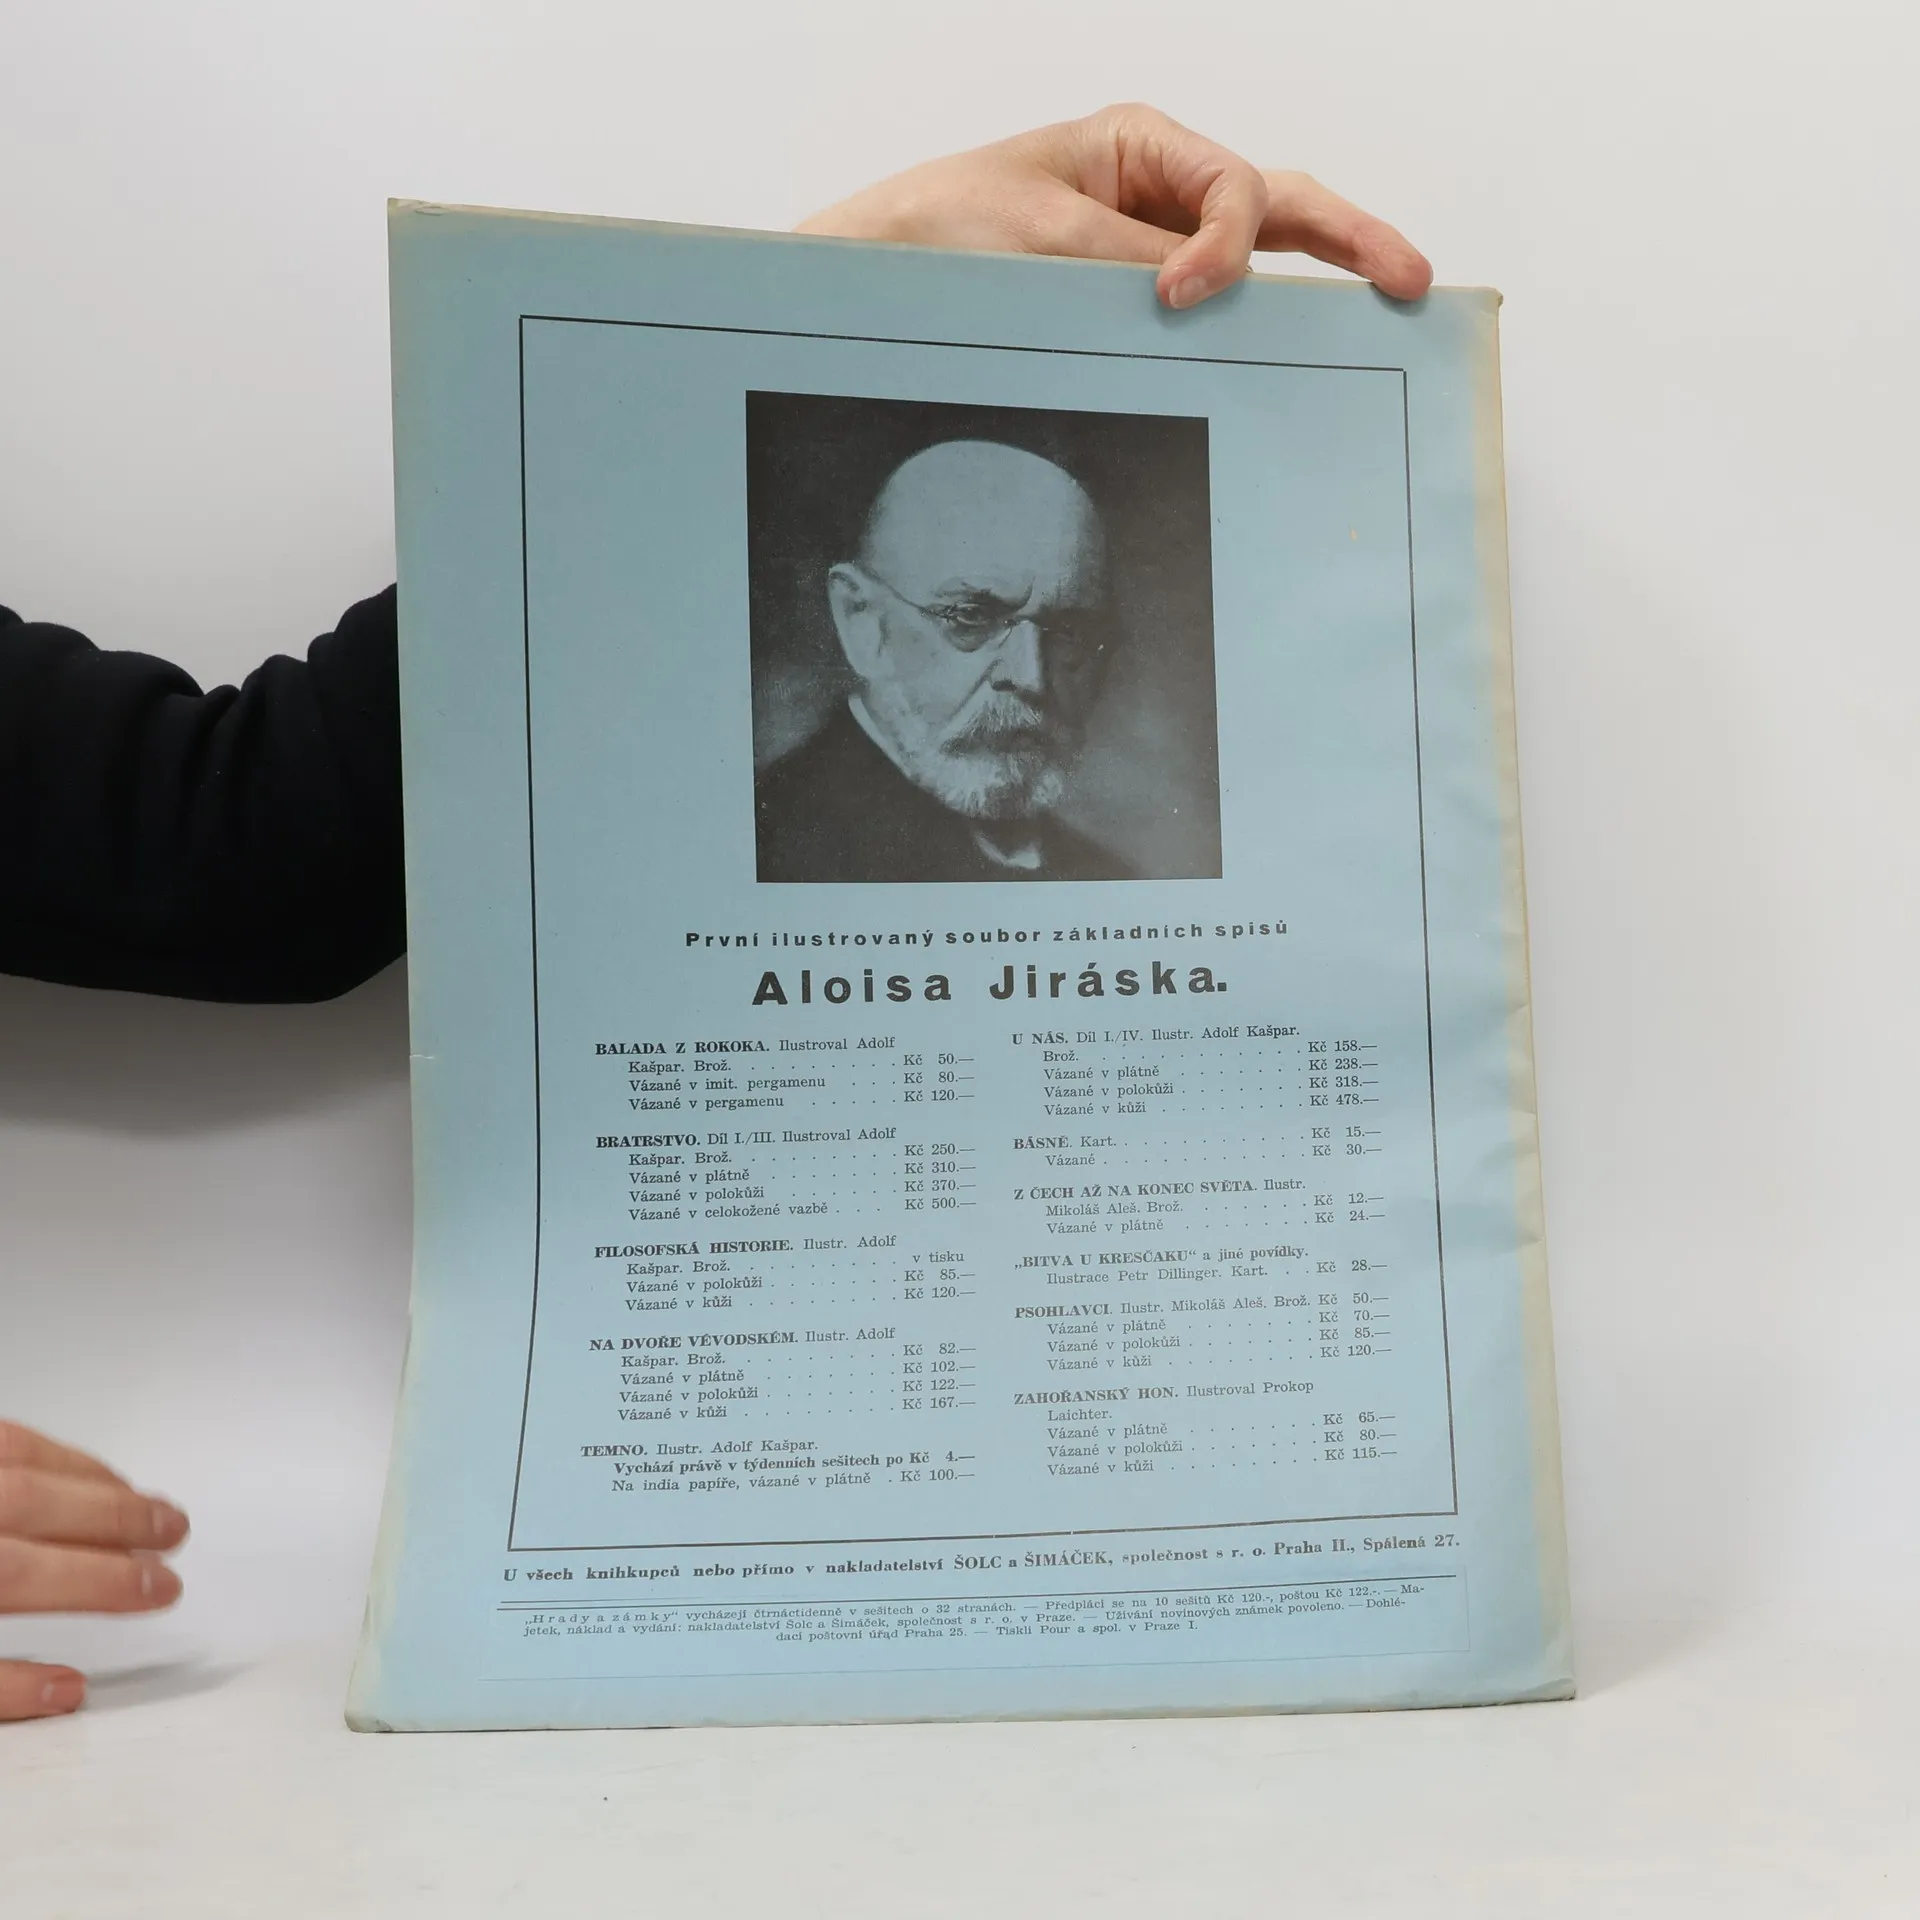 První ilustrovaný soubor základních spisů
Aloisa Jiráska.
BALADA Z ROKOKA. Ilustroval Adolf
Kašpar. Brož. . . . . . . . . Kč 50.—
Vázané v imit. pergamenu . . . Kč 80.—
Vázané v pergamenu . . . . . Kč 120.—
BRATRSTVO. Díl I./III. Ilustroval Adolf
Kašpar. Brož. . . . . . . . . Kč 250.—
Vázané v plátně . . . . . . . Kč 310.—
Vázané v polokůži . . . . . . Kč 370.—
Vázané v celokožené vazbě . . . Kč 500.—
FILOSOFSKÁ HISTORIE. Ilustr. Adolf
Kašpar. Brož. . . . . . . . . v tisku
Vázané v polokůži . . . . . . . Kč 85.—
Vázané v kůži . . . . . . . . Kč 120.—
NA DVOŘE VÉVODSKÉM. Ilustr. Adolf
Kašpar. Brož. . . . . . . . . Kč 82.—
Vázané v plátně . . . . . . . Kč 102.—
Vázané v polokůži . . . . . . . Kč 122.—
Vázané v kůži . . . . . . . . Kč 167.—
TEMNO. Ilustr. Adolf Kašpar.
Vychází právě v týdenních sešitech po Kč 4.—
Na india papíře, vázané v plátně . Kč 100.—
U NÁS. Díl I./IV. Ilustr. Adolf Kašpar.
Brož. . . . . . . . . . . . . Kč 158.—
Vázané v plátně . . . . . . . Kč 238.—
Vázané v polokůži . . . . . . . Kč 318.—
Vázané v kůži . . . . . . . . Kč 478.—
BÁSNĚ. Kart. . . . . . . . . . . Kč 15.—
Vázané . . . . . . . . . . . Kč 30.—
Z ČECH AŽ NA KONEC SVĚTA. Ilustr.
Mikoláš Aleš. Brož. . . . . . . Kč 12.—
Vázané v plátně . . . . . . . Kč 24.—
„BITVA U KRESČAKU“ a jiné povídky.
Ilustrace Petr Dillinger. Kart. . . Kč 28.—
PSOHLAVCI. Ilustr. Mikoláš Aleš. Brož. Kč 50.—
Vázané v plátně . . . . . . . Kč 70.—
Vázané v polokůži . . . . . . . Kč 85.—
Vázané v kůži . . . . . . . . Kč 120.—
ZAHOŘANSKÝ HON. Ilustroval Prokop
Laichter.
Vázané v plátně . . . . . . . Kč 65.—
Vázané v polokůži . . . . . . . Kč 80.—
Vázané v kůži . . . . . . . . Kč 115.—
U všech knihkupců nebo přímo v nakladatelství ŠOLC a ŠIMÁČEK, společnost s r. o. Praha II., Spálená 27.
„Hrady a zámky“ vycházejí čtrnáctidenně v sešitech o 32 stranách. — Předplácí se na 10 sešitů Kč 120.-, poštou Kč 122.-. — Ma-
jetek, náklad a vydání: nakladatelství Šolc a Šimáček, společnost s r. o. v Praze. — Užívání novinových známek povoleno. — Dohlé-
dací poštovní úřad Praha 25. — Tiskli Pour a spol. v Praze I.